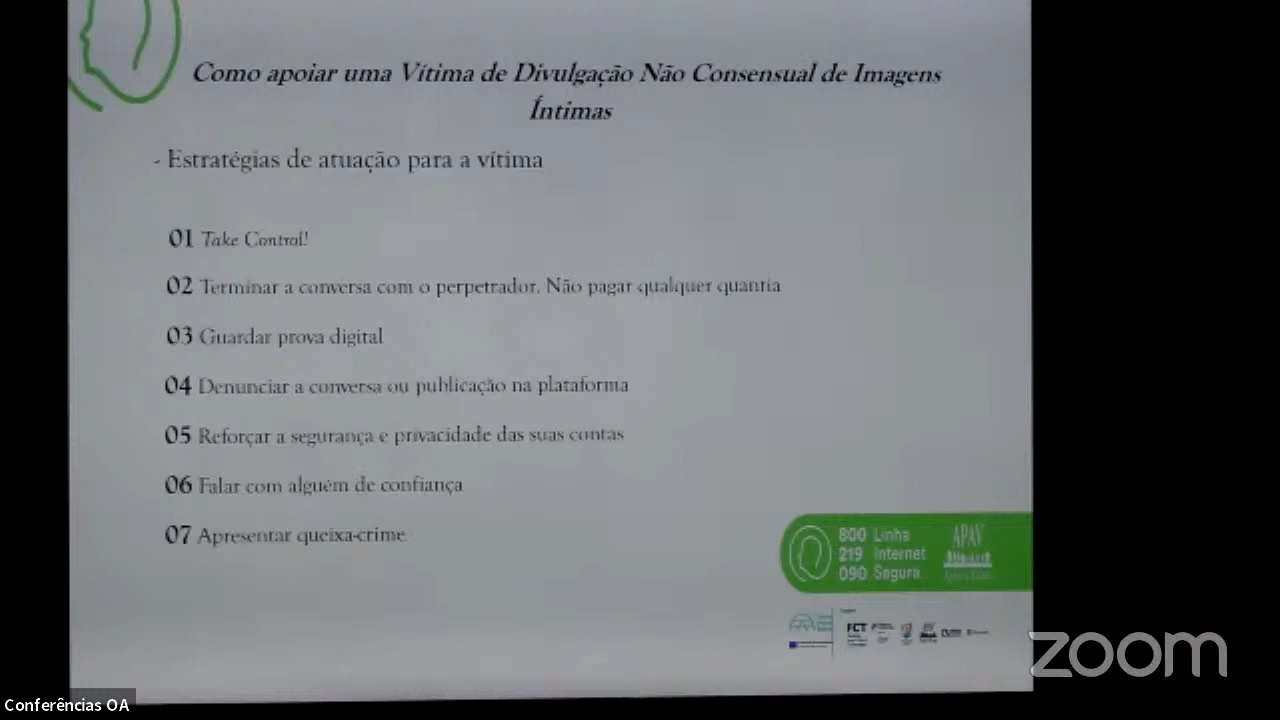 Como apoiar uma Vítima de Divulgação Não Consensual de Imagens
Íntimas
- Estratégias de atuação para a vítima
01 Take Control!
02 Terminar a conversa com o perpetrador. Não pagar qualquer quantia
03 Guardar prova digital
04 Denunciar a conversa ou publicação na plataforma
05 Reforçar a segurança e privacidade das suas contas
06 Falar com alguém de confiança
07 Apresentar queixa-crime
800 Linha
219 Internet
090 Segura
APAV
FCT
zoom
Conferências OA